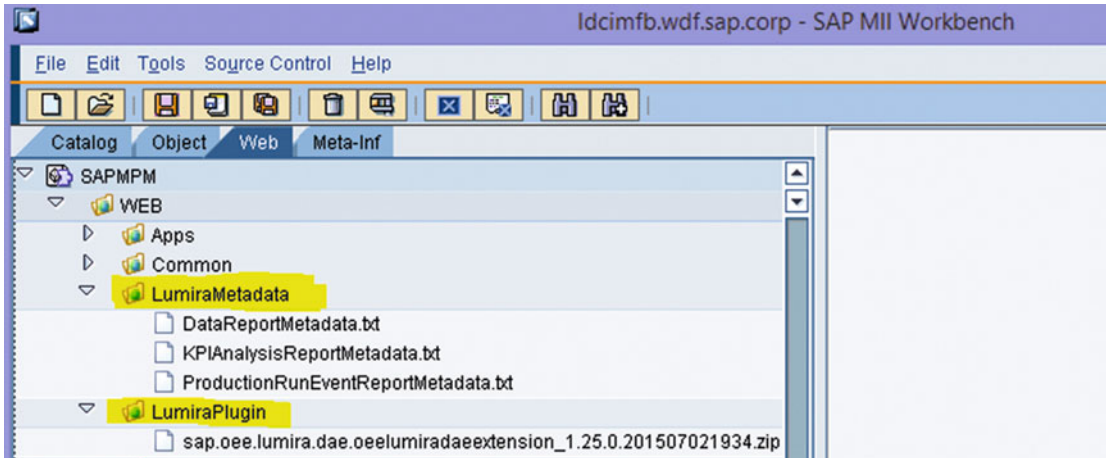 ldcimfb.wdf.sap.corp - SAP MII Workbench
File Edit Tools Source Control Help
Catalog Object Web Meta-Inf
SAPMPM
WEB
Apps
Common
LumiraMetadata
DataReportMetadata.txt
KPIAnalysisReportMetadata.txt
ProductionRunEventReportMetadata.txt
LumiraPlugin
sap.oee.lumira.dae.oeelumiradaeextension_1.25.0.201507021934.zip